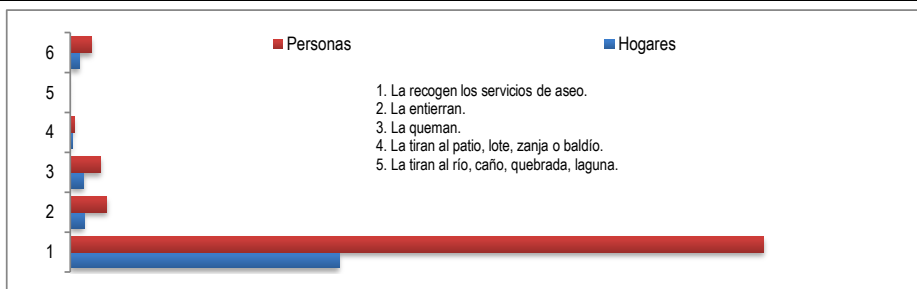 6
Personas
Hogares
5
1. La recogen los servicios de aseo.
2. La entierran.
4
3. La queman.
4. La tiran al patio, lote, zanja o baldío.
3
5. La tiran al río, caño, quebrada, laguna.
2
1